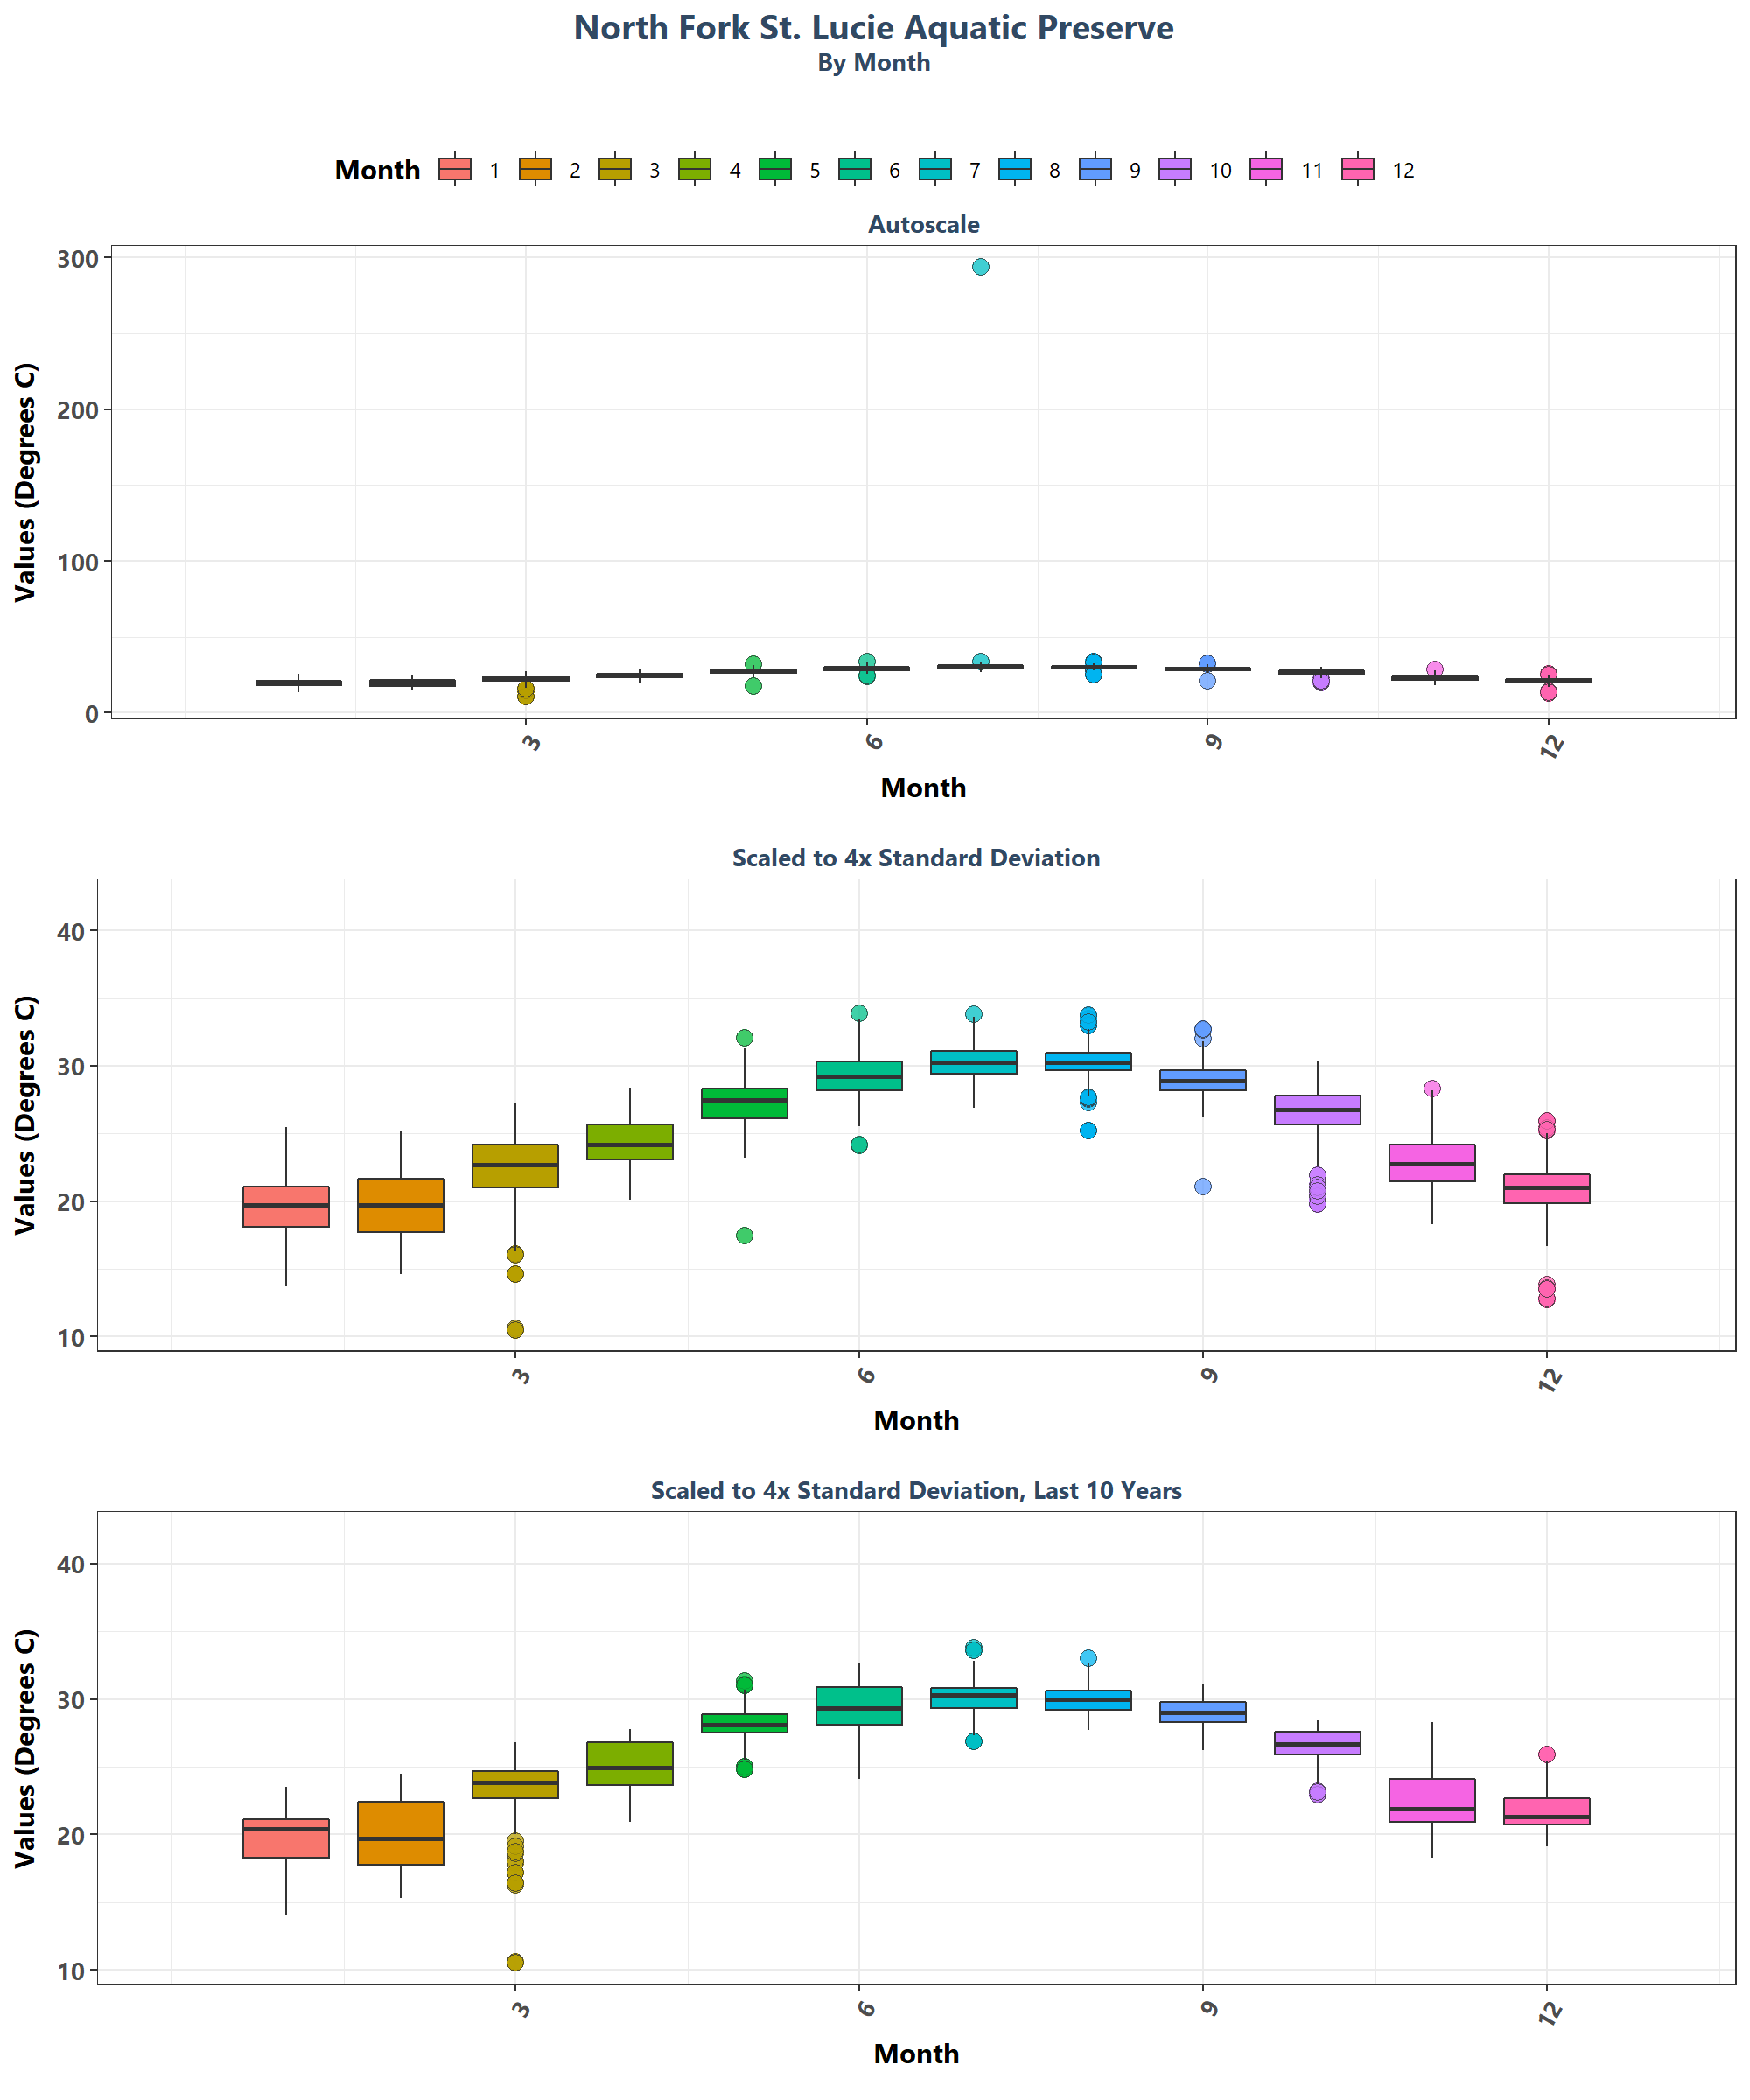 North Fork St. Lucie Aquatic Preserve
By Month
Month 1 2 3 4 5 6 7 8 9 10 11 12
Autoscale
Values (Degrees C)
300
200
100
0
3 6 9 12
Month
Scaled to 4x Standard Deviation
Values (Degrees C)
40
30
20
10
3 6 9 12
Month
Scaled to 4x Standard Deviation, Last 10 Years
Values (Degrees C)
40
30
20
10
3 6 9 12
Month